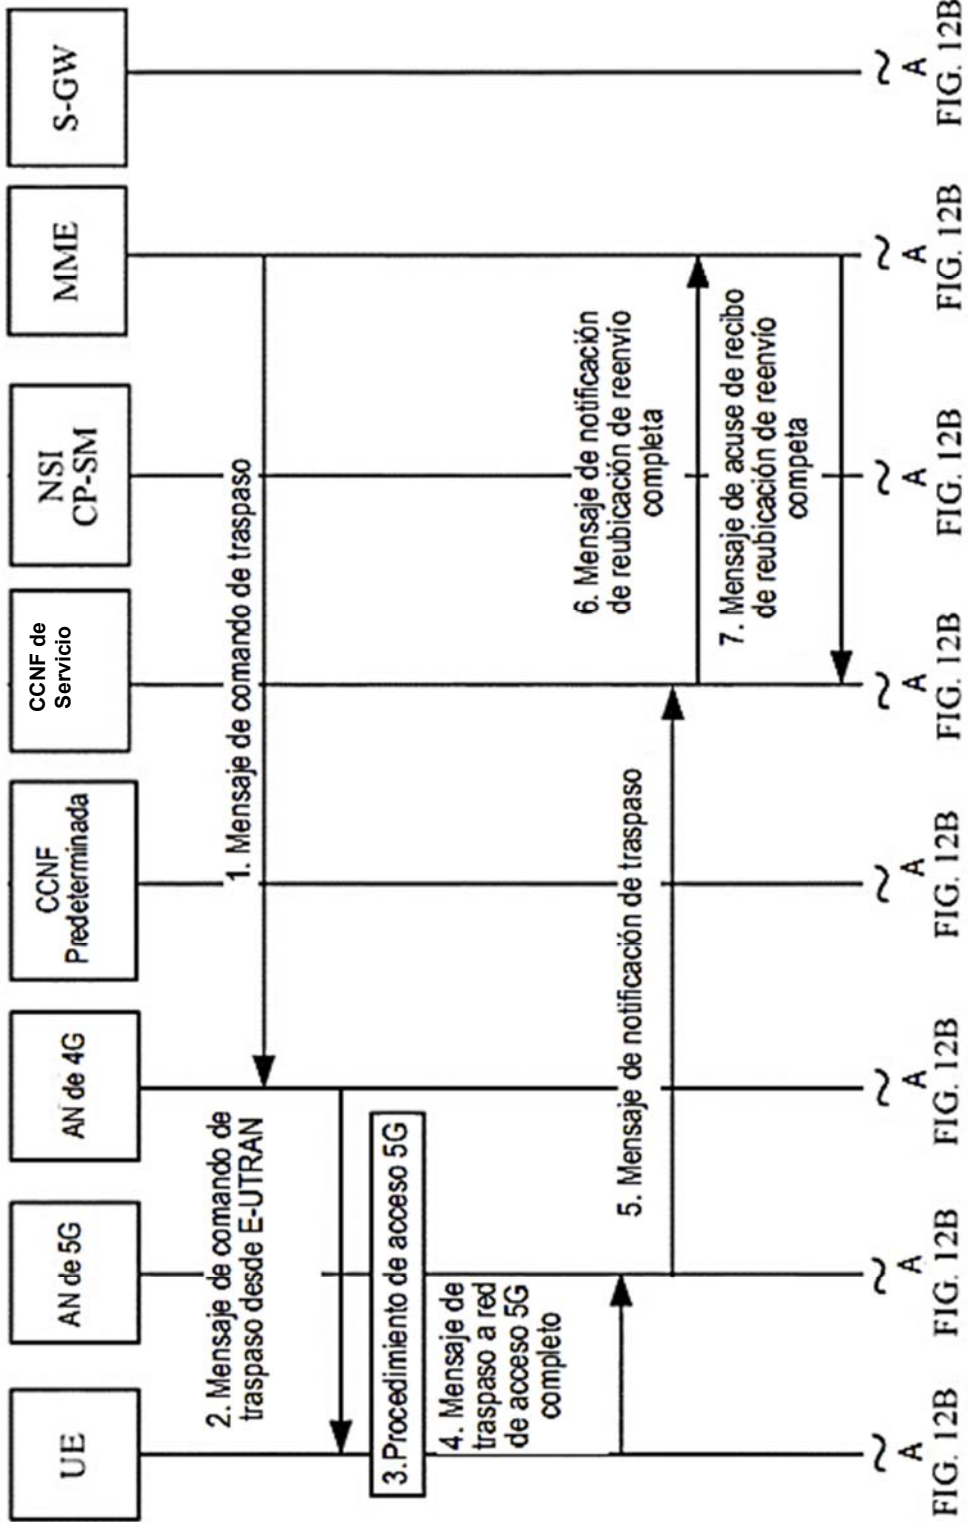 UE
AN de 5G
AN de 4G
CCNF
Predeterminada
CCNF de
Servicio
NSI
CP-SM
MME
S-GW
1. Mensaje de comando de traspaso
2. Mensaje de comando de
traspaso desde E-UTRAN
3.Procedimiento de acceso 5G
4. Mensaje de
traspaso a red
de acceso 5G
completo
5. Mensaje de notificación de traspaso
6. Mensaje de notificación
de reubicación de reenvío
completa
7. Mensaje de acuse de recibo
de reubicación de reenvío
competa
A
FIG. 12B
A
FIG. 12B
A
FIG. 12B
A
FIG. 12B
A
FIG. 12B
A
FIG. 12B
A
FIG. 12B
A
FIG. 12B